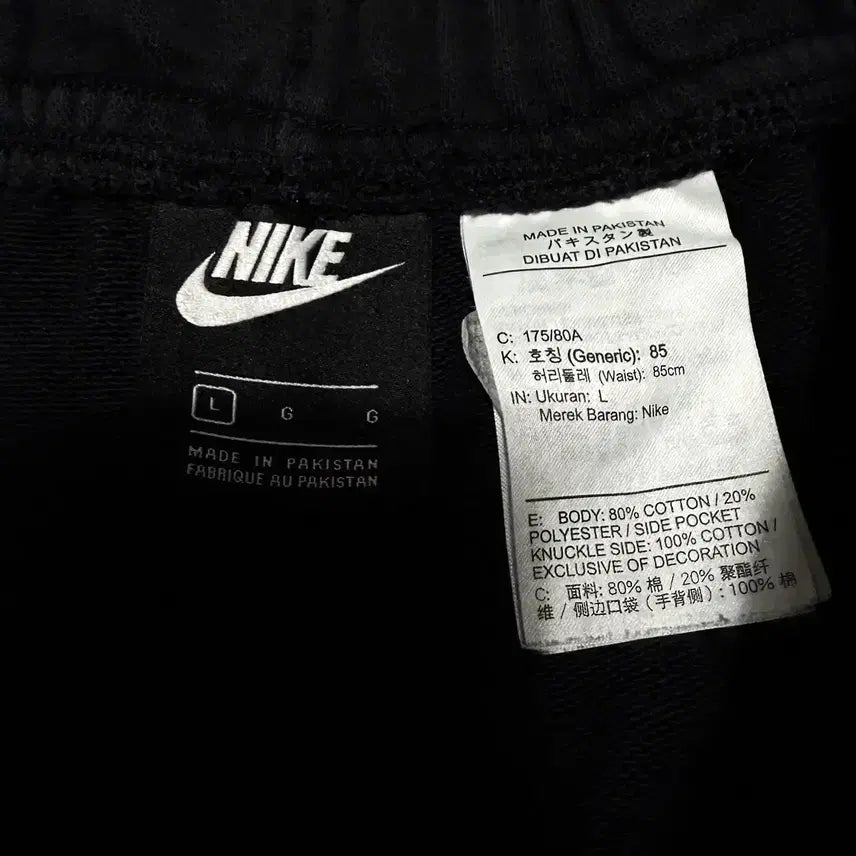 NIKE
L G G
MADE IN PAKISTAN
FABRIQUE AU PAKISTAN
MADE IN PAKISTAN
パキスタン製
DIBUAT DI PAKISTAN
C: 175/80A
K: 호칭 (Generic): 85
허리둘레 (Waist): 85cm
IN: Ukuran: L
Merek Barang: Nike
E: BODY: 80% COTTON / 20%
POLYESTER / SIDE POCKET
KNUCKLE SIDE: 100% COTTON /
EXCLUSIVE OF DECORATION
C: 面料: 80% 棉 / 20% 聚酯纤
维 / 侧边口袋 (手背侧) : 100% 棉